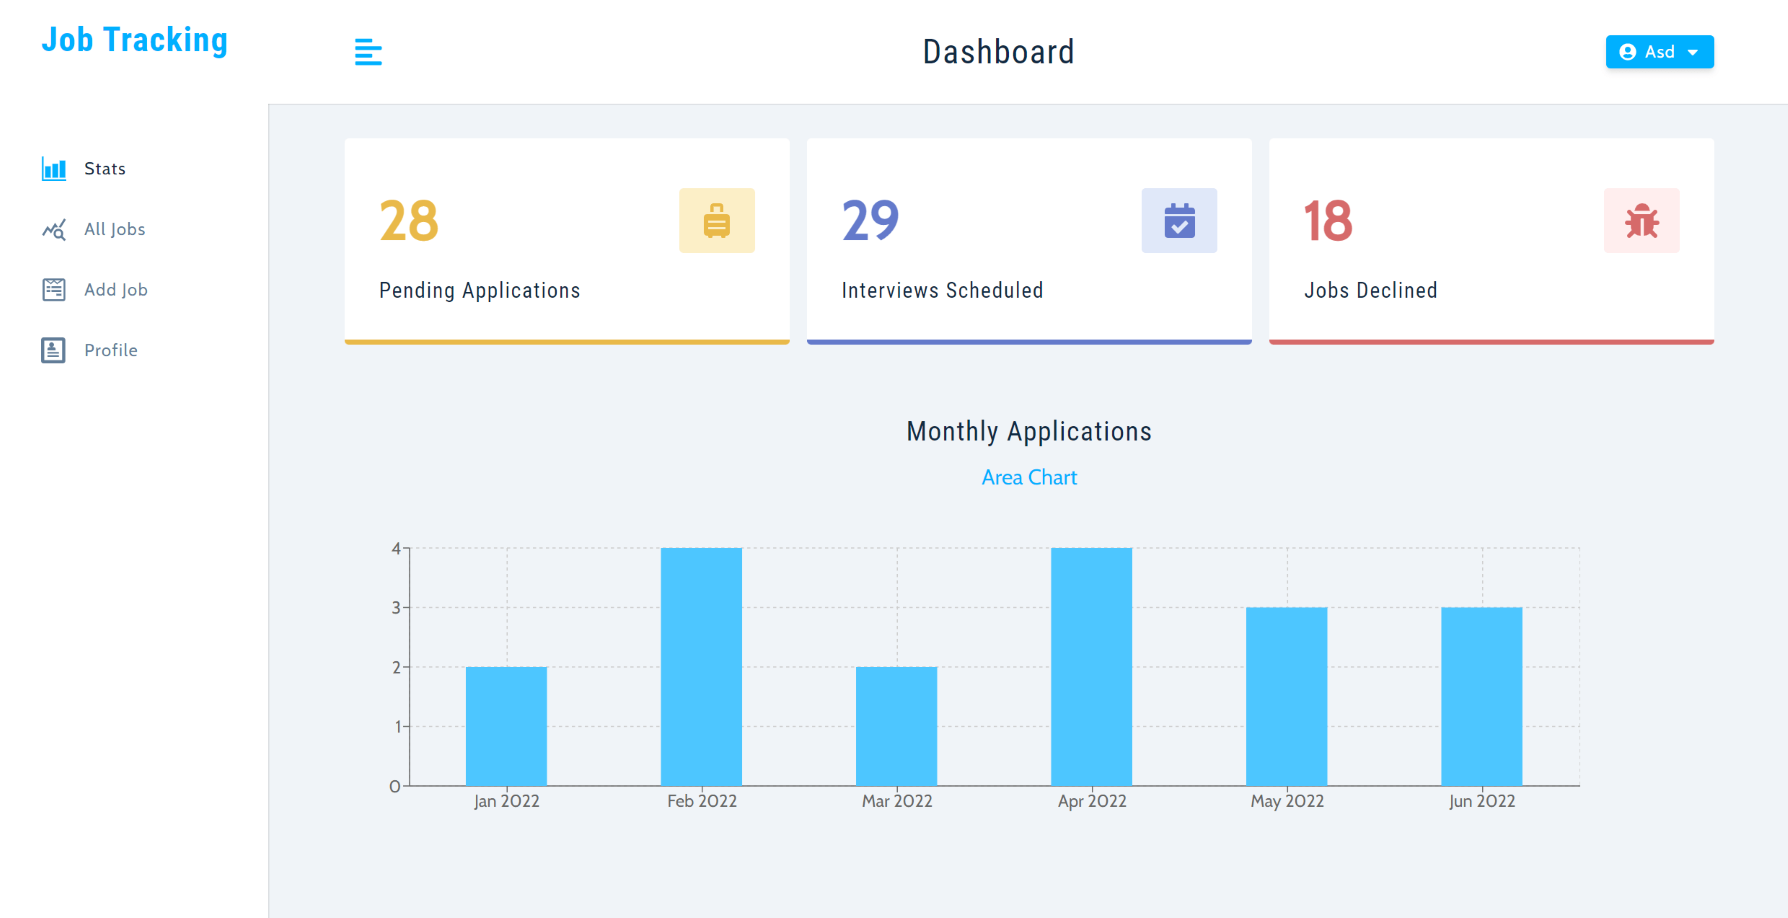 Job Tracking
Dashboard
Asd
Stats
All Jobs
Add Job
Profile
28
Pending Applications
29
Interviews Scheduled
18
Jobs Declined
Monthly Applications
Area Chart
4
3
2
1
0
Jan 2022 Feb 2022 Mar 2022 Apr 2022 May 2022 Jun 2022